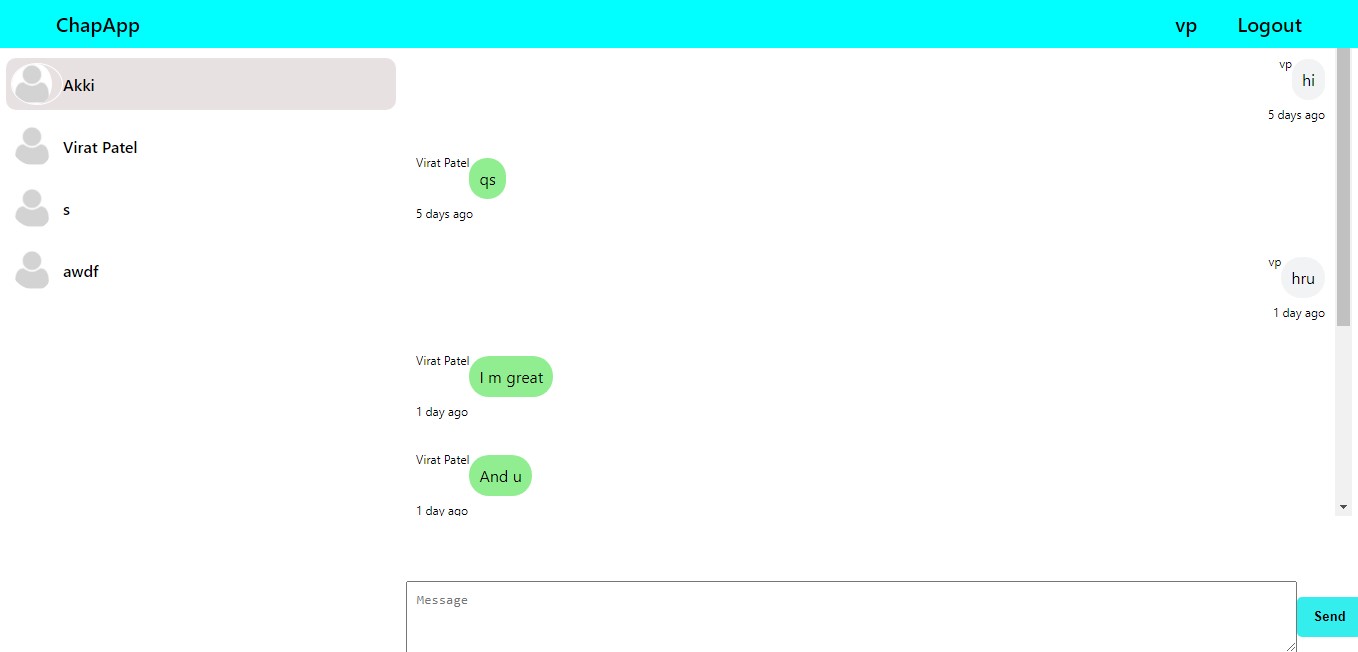 ChapApp vp Logout
Akki
Virat Patel
s
awdf
vp hi
5 days ago
Virat Patel qs
5 days ago
vp hru
1 day ago
Virat Patel I m great
1 day ago
Virat Patel And u
1 day ago
Message
Send